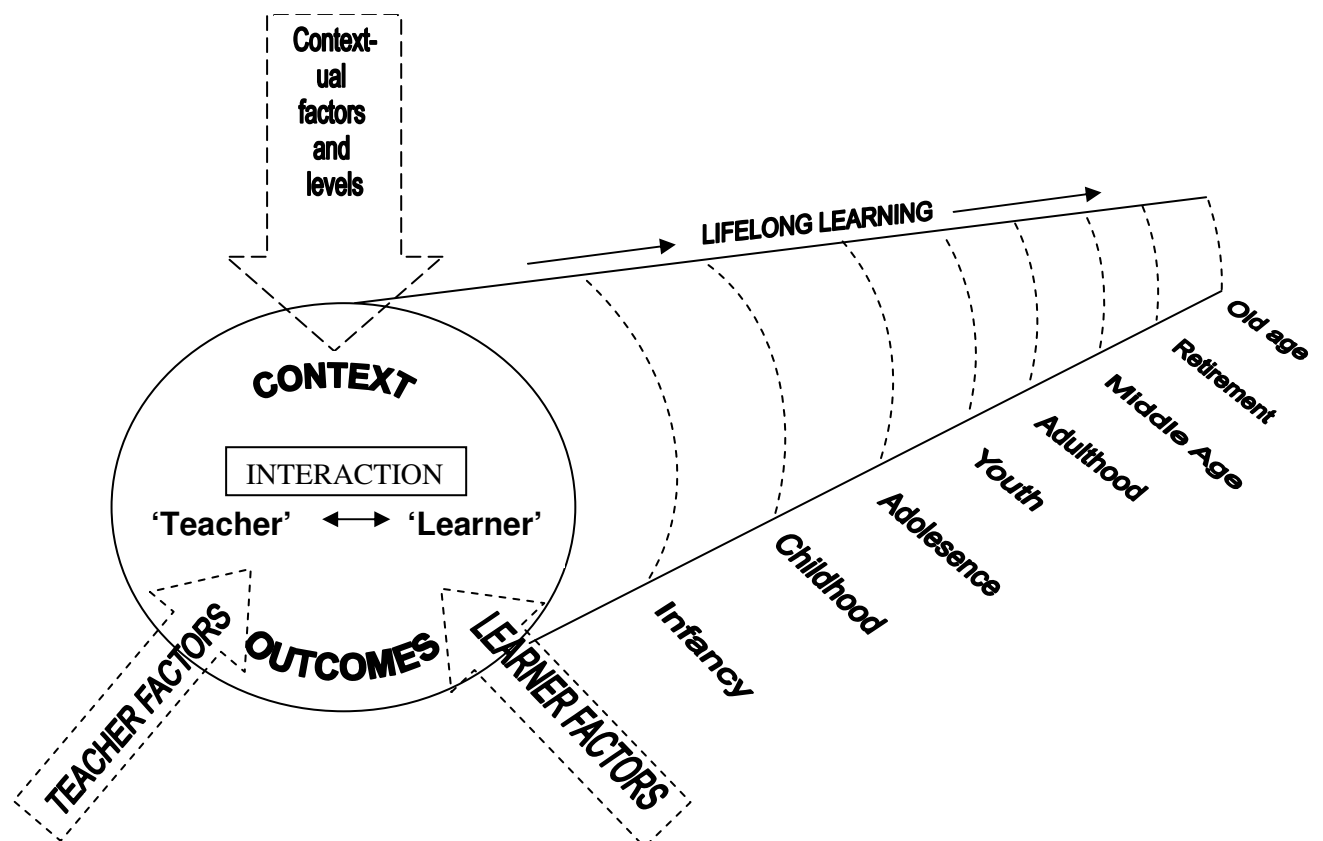 Context-
ual
factors
and
levels
LIFELONG LEARNING
CONTEXT
INTERACTION
‘Teacher’ ‘Learner’
OUTCOMES
TEACHER FACTORS
LEARNER FACTORS
Infancy
Childhood
Adolesence
Youth
Adulthood
Middle Age
Retirement
Old age